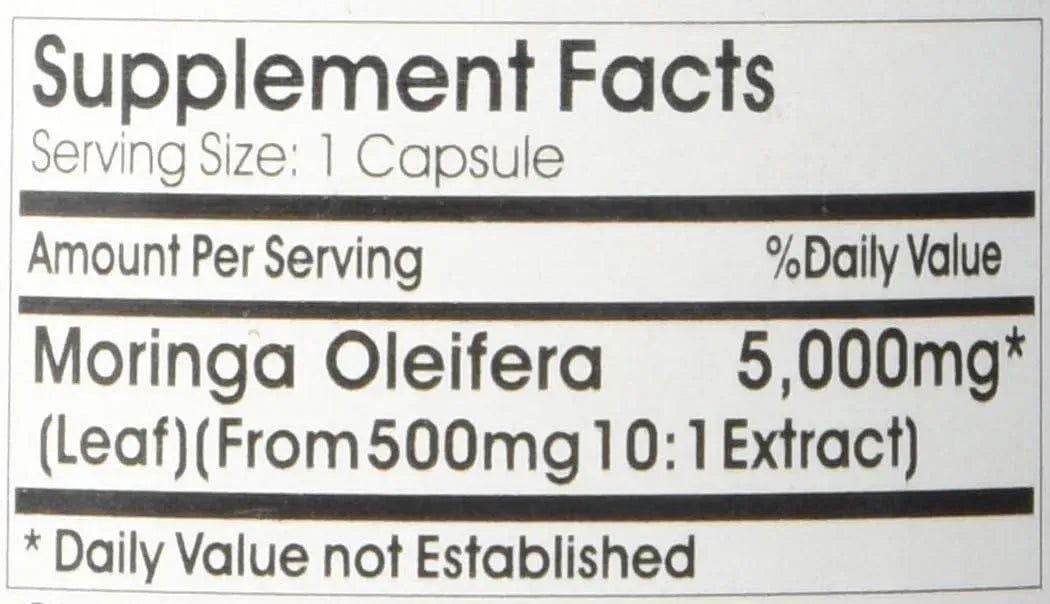 Supplement Facts
Serving Size: 1 Capsule
Amount Per Serving %Daily Value
Moringa Oleifera 5,000mg*
(Leaf)(From 500mg 10:1 Extract)
* Daily Value not Established